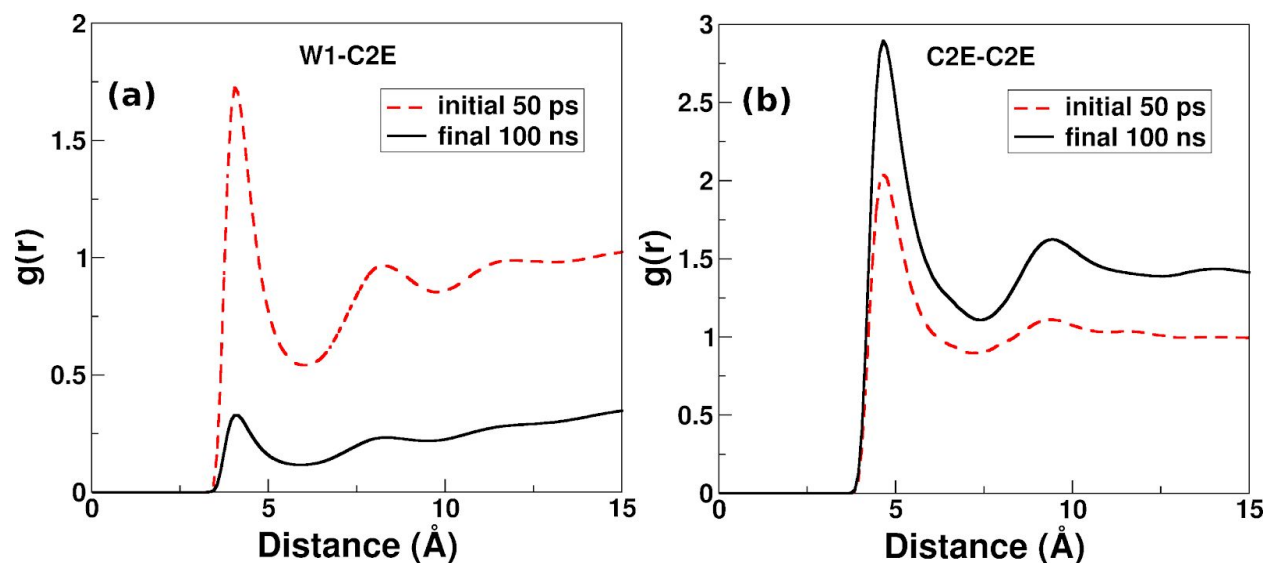 2
W1-C2E
(a)
initial 50 ps
final 100 ns
1.5
g(r)
1
0.5
0
0
5
10
15
Distance (Å)
3
C2E-C2E
(b)
initial 50 ps
final 100 ns
2.5
2
g(r)
1.5
1
0.5
0
0
5
10
15
Distance (Å)